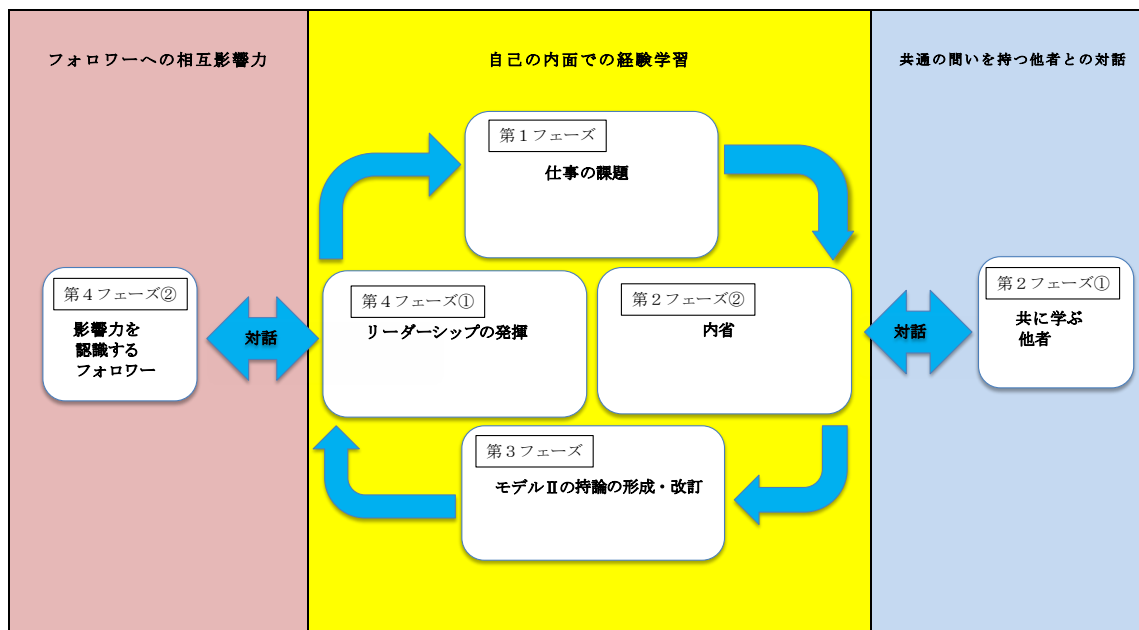 フォロワーへの相互影響力
自己の内面での経験学習
共通の問いを持つ他者との対話
第１フェーズ
仕事の課題
第４フェーズ②
影響力を
認識する
フォロワー
対話
第４フェーズ①
リーダーシップの発揮
第２フェーズ②
内省
対話
第２フェーズ①
共に学ぶ
他者
第３フェーズ
モデルⅡの持論の形成・改訂